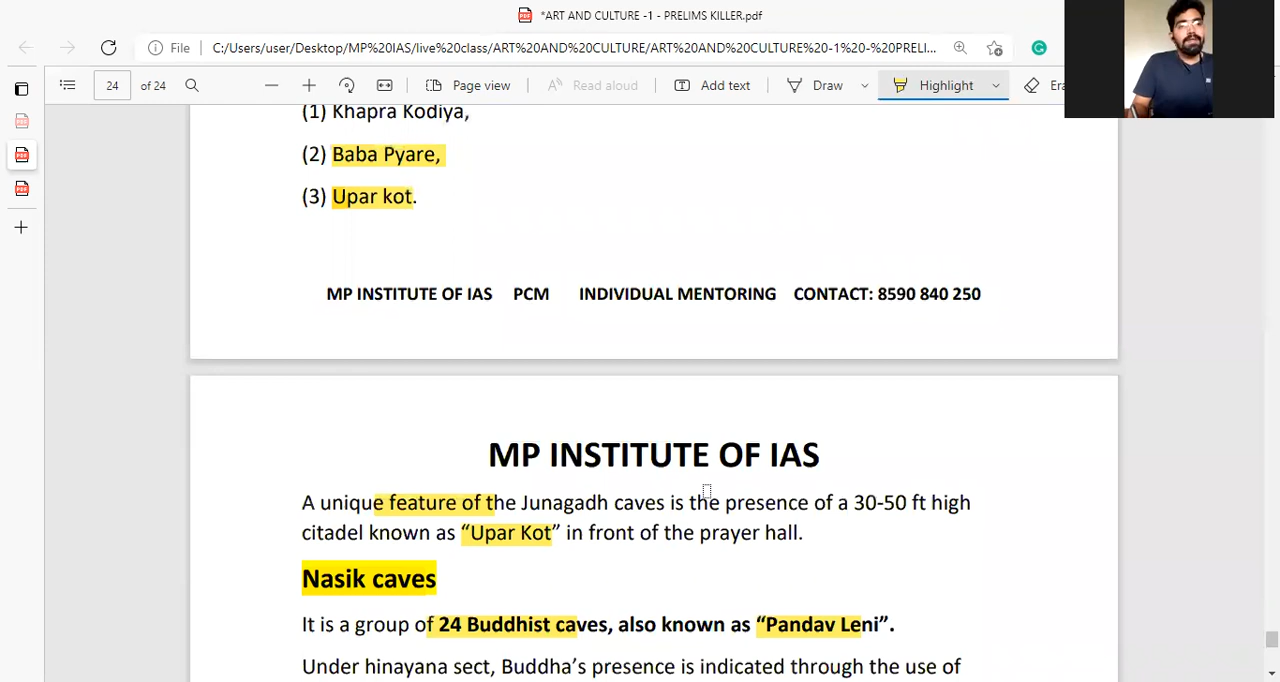 *ART AND CULTURE -1 - PRELIMS KILLER.pdf
File C:/Users/user/Desktop/MP%20IAS/live%20class/ART%20AND%20CULTURE/ART%20AND%20CULTURE%20-1%20-%20PRELI...
24 of 24 Page view Read aloud Add text Draw Highlight Era
(1) Khapra Kodiya,
(2) Baba Pyare,
(3) Upar kot.
MP INSTITUTE OF IAS PCM INDIVIDUAL MENTORING CONTACT: 8590 840 250
MP INSTITUTE OF IAS
A unique feature of the Junagadh caves is the presence of a 30-50 ft high
citadel known as “Upar Kot” in front of the prayer hall.
Nasik caves
It is a group of 24 Buddhist caves, also known as “Pandav Leni”.
Under hinayana sect, Buddha’s presence is indicated through the use of